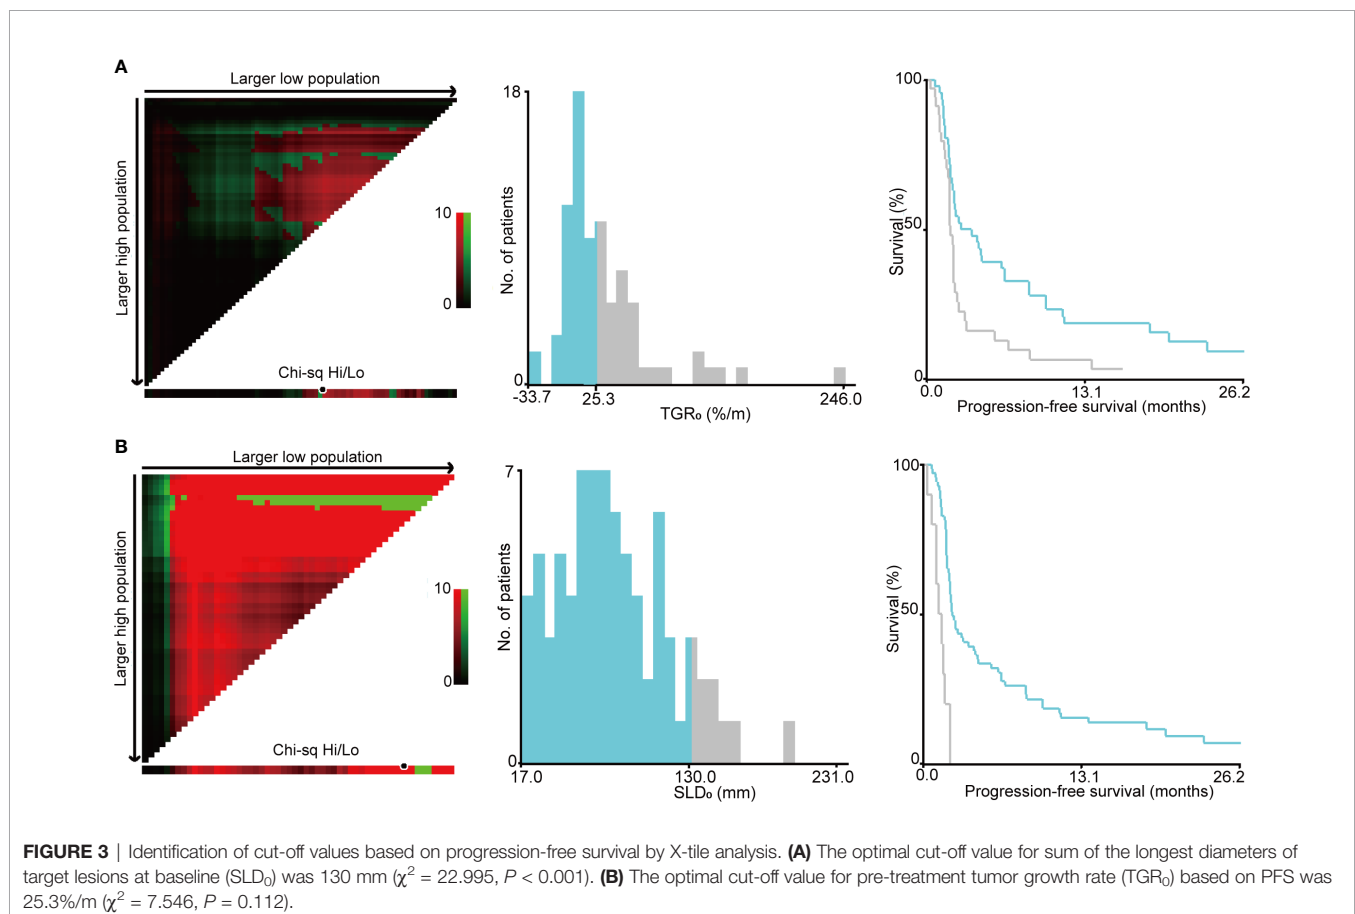 A
Larger low population
Larger high population
10
0
Chi-sq Hi/Lo
18
No. of patients
0
-33.7 25.3 246.0
TGR₀ (%/m)
100
Survival (%)
50
0
0.0 13.1 26.2
Progression-free survival (months)
B
Larger low population
Larger high population
10
0
Chi-sq Hi/Lo
7
No. of patients
0
17.0 130.0 231.0
SLD₀ (mm)
100
Survival (%)
50
0
0.0 13.1 26.2
Progression-free survival (months)
FIGURE 3 | Identification of cut-off values based on progression-free survival by X-tile analysis. (A) The optimal cut-off value for sum of the longest diameters of
target lesions at baseline (SLD₀) was 130 mm (χ² = 22.995, P < 0.001). (B) The optimal cut-off value for pre-treatment tumor growth rate (TGR₀) based on PFS was
25.3%/m (χ² = 7.546, P = 0.112).